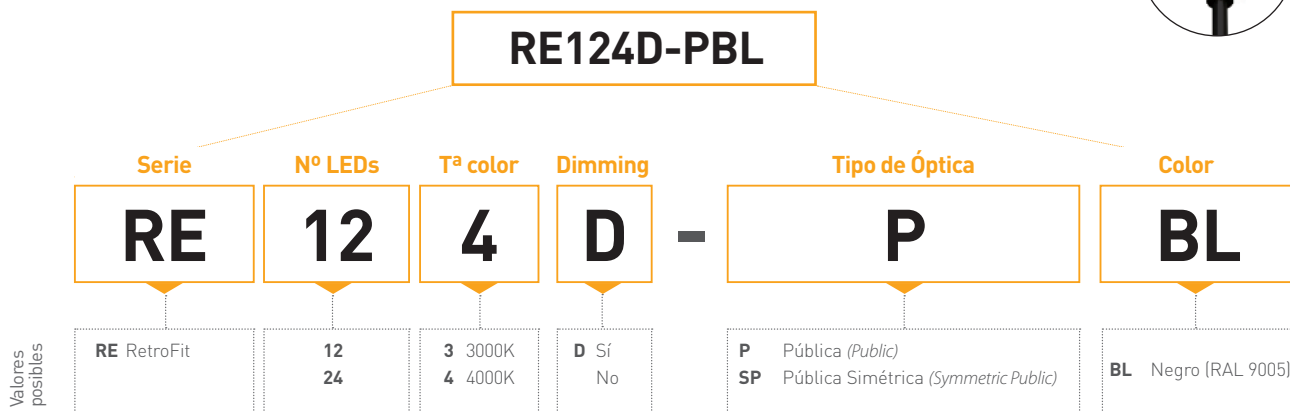 RE124D-PBL
Serie Nº LEDs Tª color Dimming Tipo de Óptica Color
RE 12 4 D - P BL
Valores posibles
RE RetroFit
12
24
3 3000K
4 4000K
D Sí
No
P Pública (Public)
SP Pública Simétrica (Symmetric Public)
BL Negro (RAL 9005)